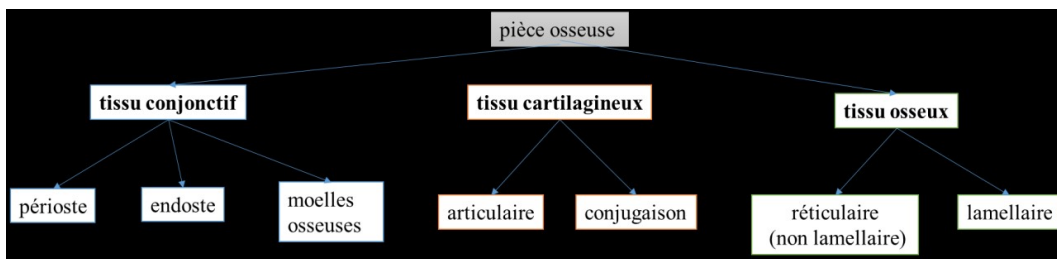 pièce osseuse
tissu conjonctif
tissu cartilagineux
tissu osseux
périoste
endoste
moelles
osseuses
articulaire
conjugaison
réticulaire
(non lamellaire)
lamellaire